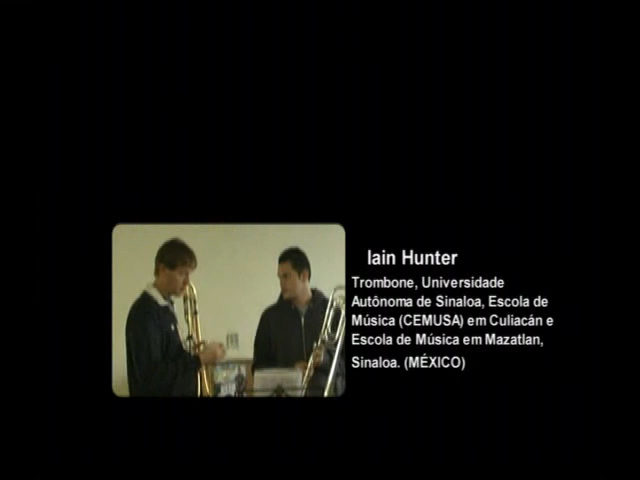 Iain Hunter
Trombone, Universidade
Autônoma de Sinaloa, Escola de
Música (CEMUSA) em Culiacán e
Escola de Música em Mazatlan,
Sinaloa. (MÉXICO)